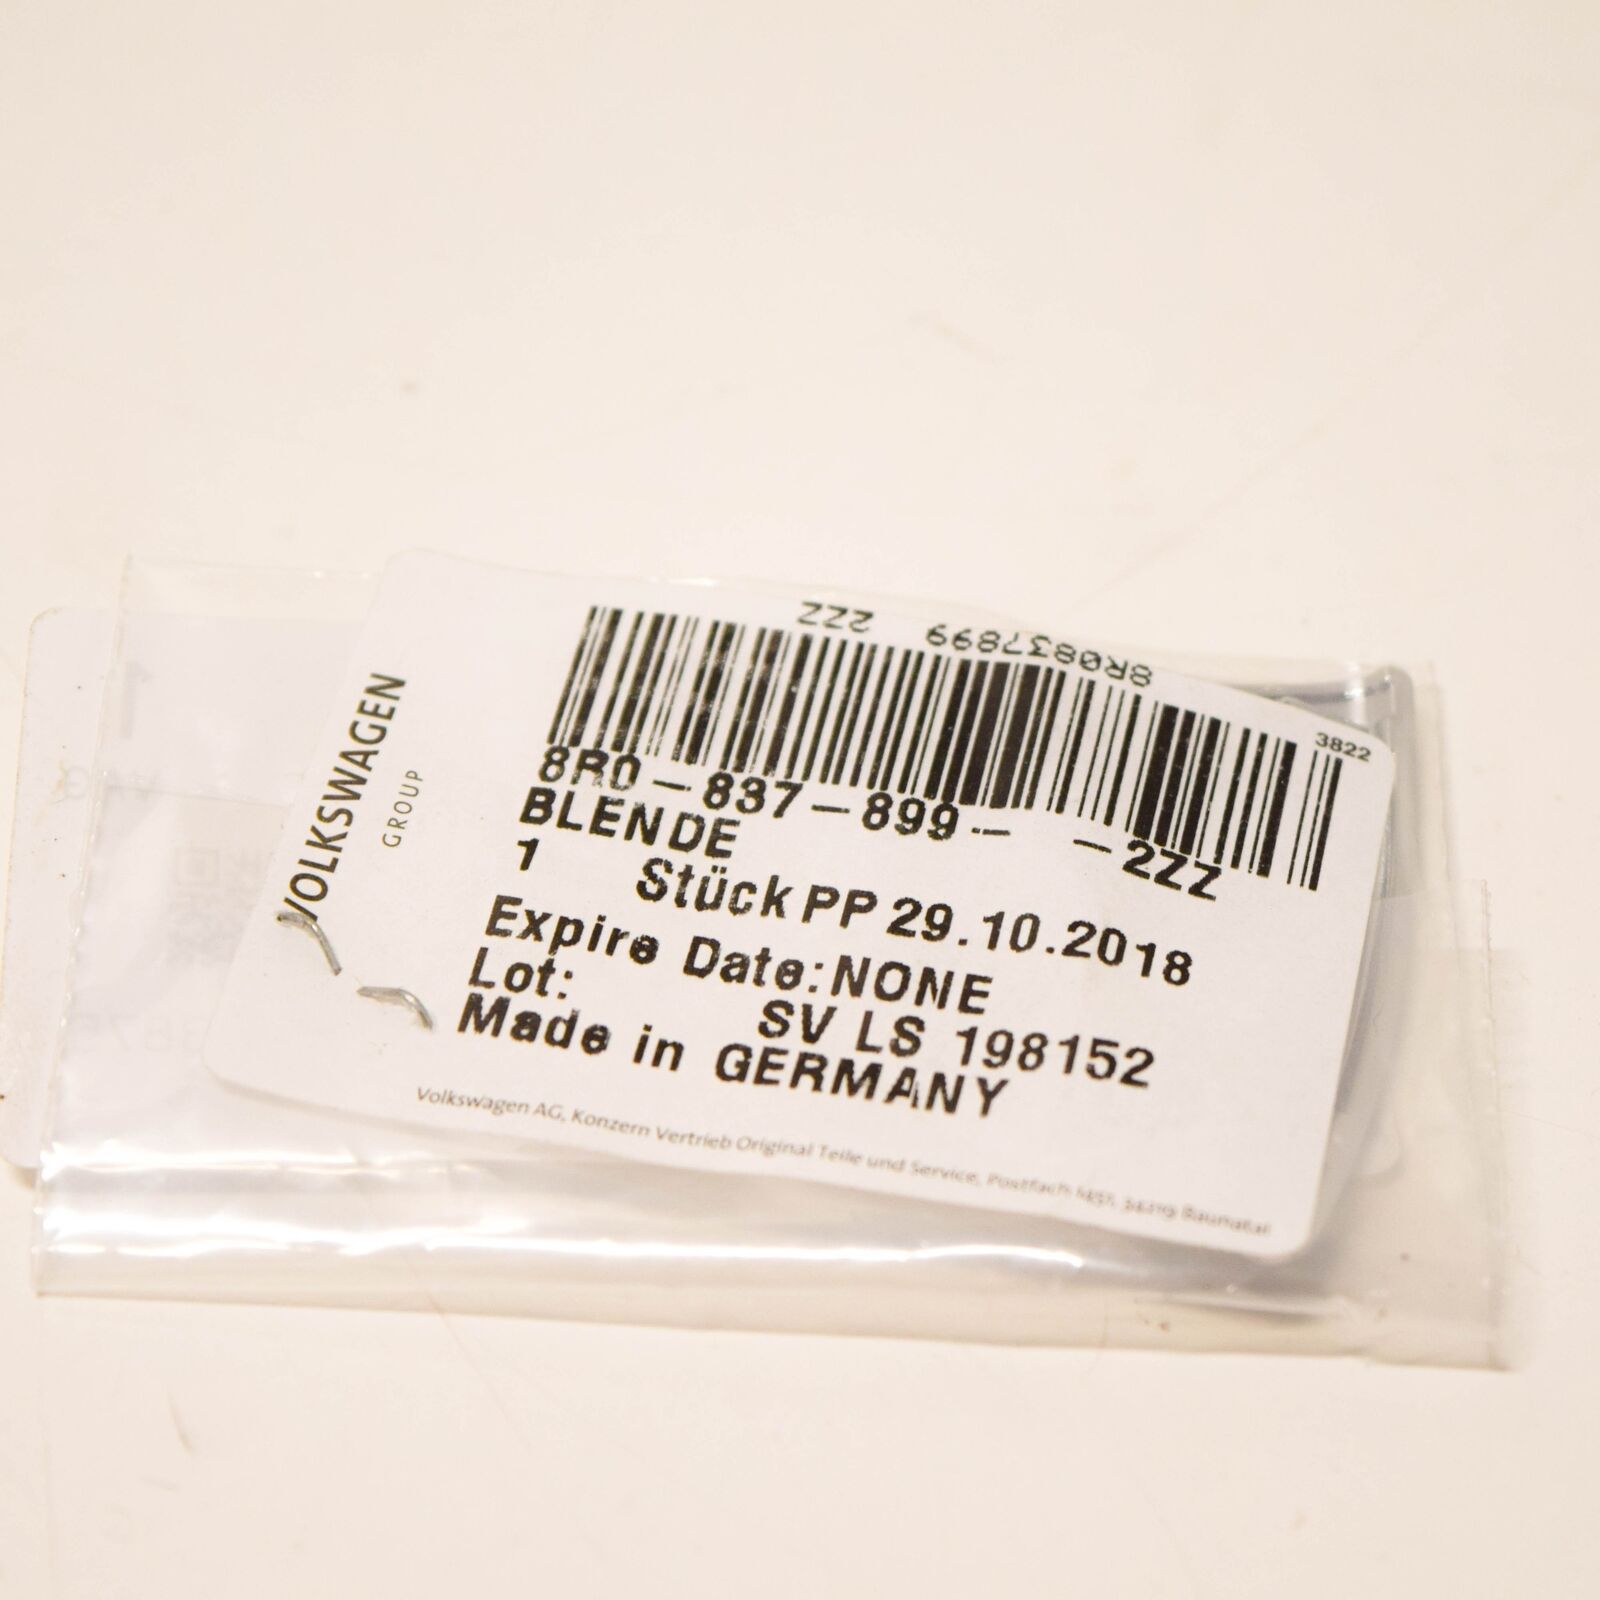 8R0837899 2ZZ
3822
VOLKSWAGEN
GROUP
8R0-837-899- -2ZZ
BLENDE
1 Stück PP 29.10.2018
Expire Date:NONE
Lot:
SV LS 198152
Made in GERMANY
Volkswagen AG, Konzern Vertrieb Original Teile und Service, Postfach Baunatal